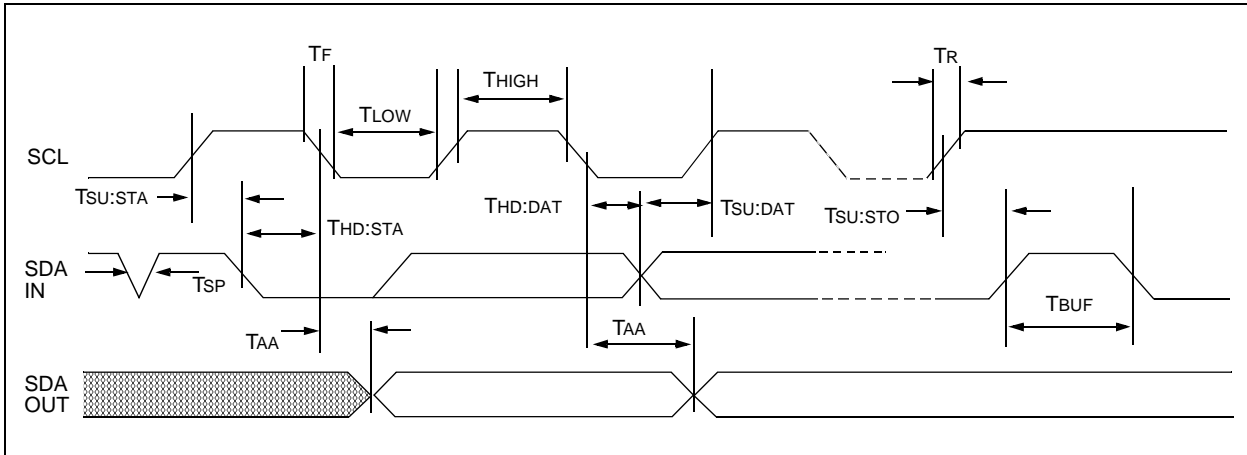 TF
TR
THIGH
TLOW
SCL
TSU:STA
THD:DAT
TSU:DAT
TSU:STO
THD:STA
SDA
IN
TSP
TBUF
TAA
TAA
SDA
OUT